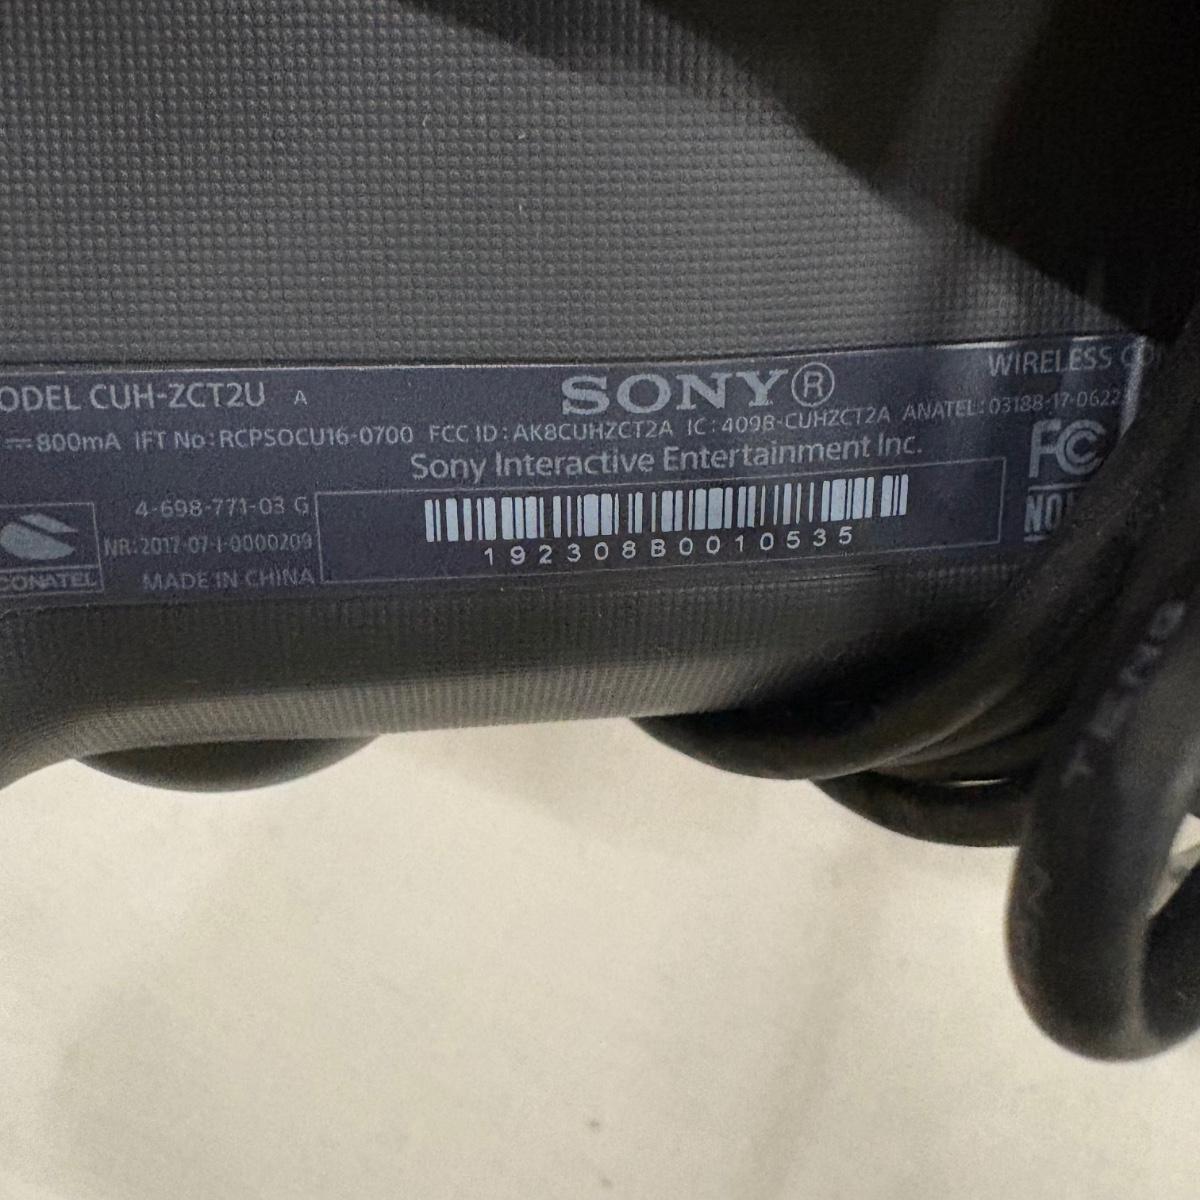 ODEL CUH-ZCT2U A
SONY®
WIRELESS CO
⎓800mA IFT No:RCPSOCU16-0700 FCC ID:AK8CUHZCT2A IC:409B-CUHZCT2A ANATEL:03188-17-0622
Sony Interactive Entertainment Inc.
FC
4-698-771-03 G
NR:2017-07-I-0000209
CONATEL
MADE IN CHINA
192308B0010535
NO